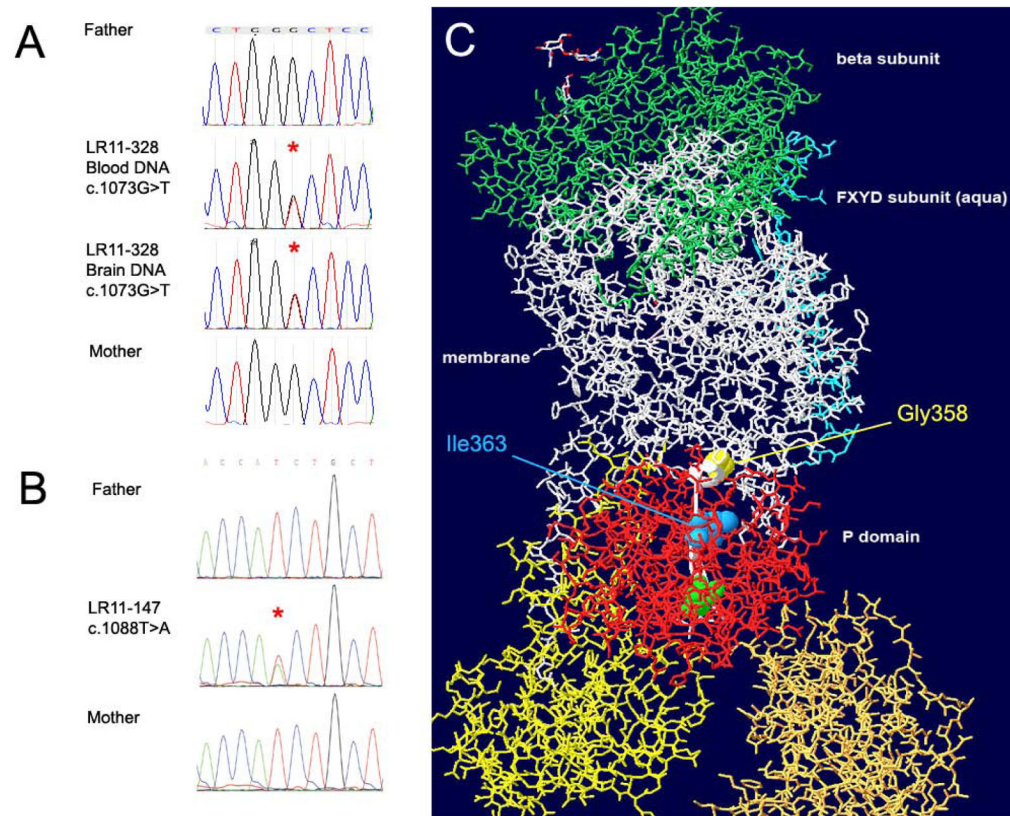 A
Father
C T G G G C T C C
LR11-328
Blood DNA
c.1073G>T
*
LR11-328
Brain DNA
c.1073G>T
*
Mother
B
A C C A T C T G C T
Father
LR11-147
c.1088T>A
*
Mother
C
beta subunit
FXYD subunit (aqua)
membrane
Gly358
Ile363
P domain